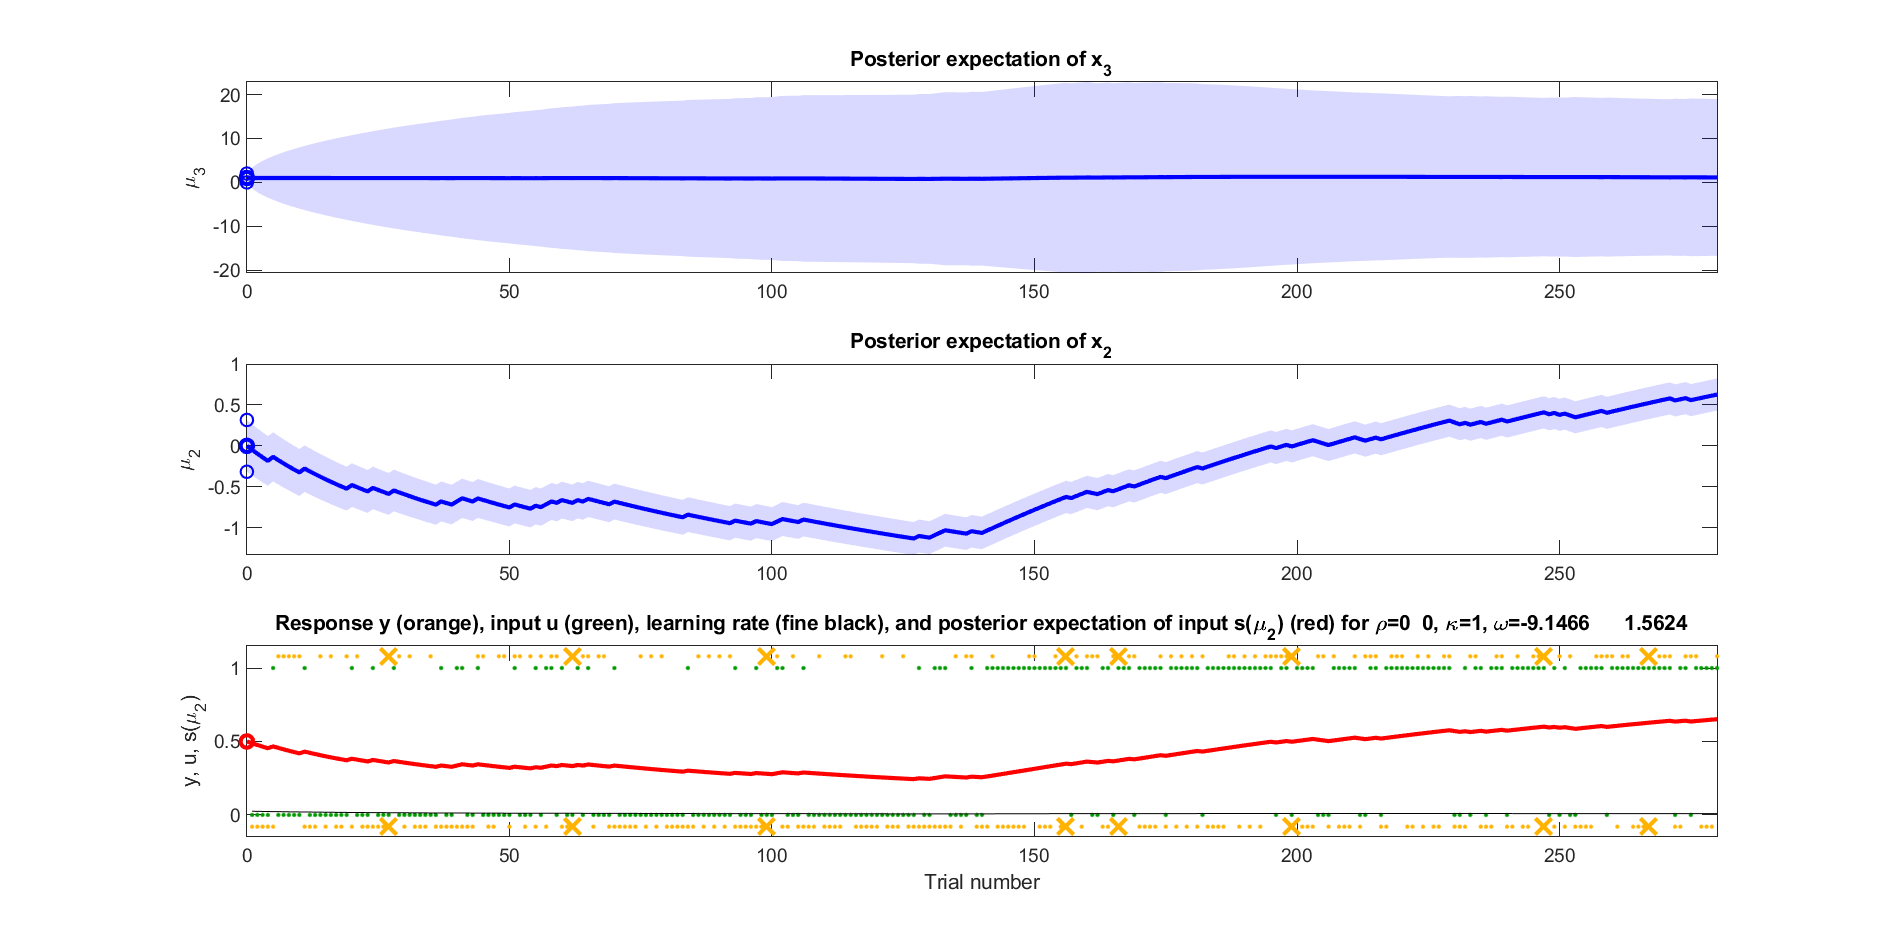 Posterior expectation of x3
20
10
0
-10
-20
μ3
0 50 100 150 200 250
Posterior expectation of x2
1
0.5
0
-0.5
-1
μ2
0 50 100 150 200 250
Response y (orange), input u (green), learning rate (fine black), and posterior expectation of input s(μ2) (red) for ρ=0 0, κ=1, ω=-9.1466 1.5624
1
0.5
0
y, u, s(μ2)
0 50 100 150 200 250
Trial number